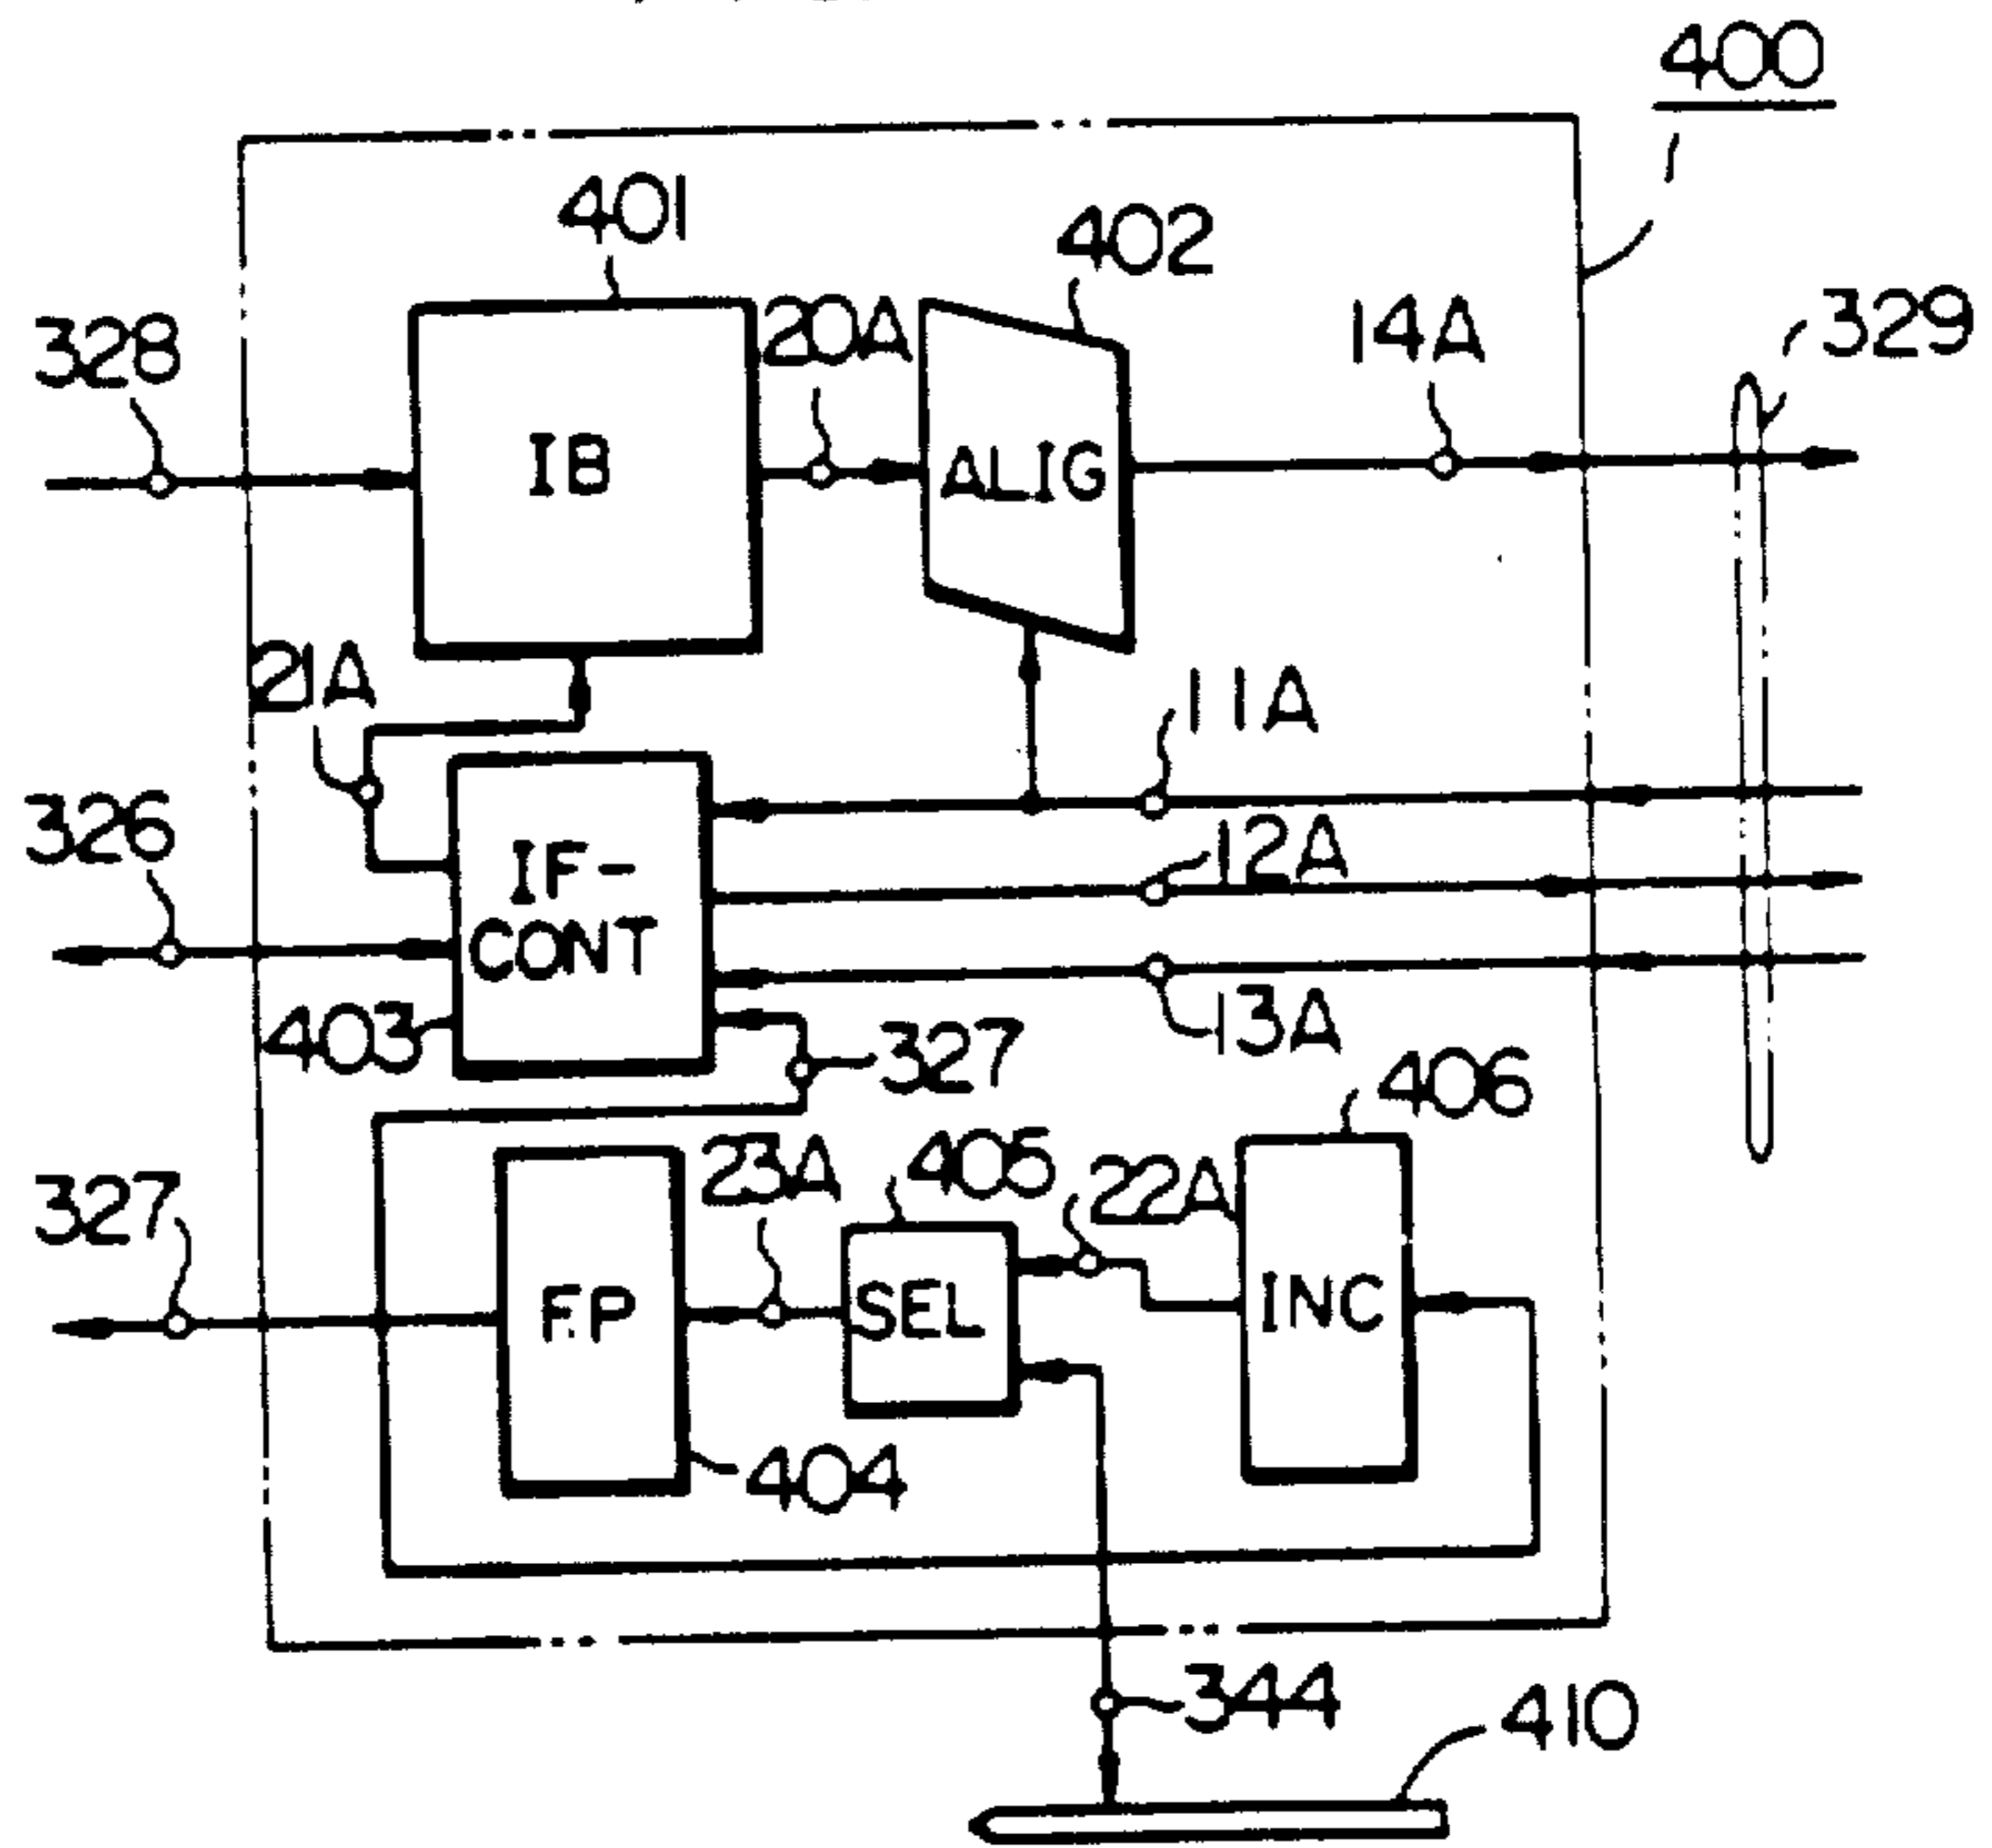 400
401
402
328
20A
14A
329
IB
ALIG
21A
11A
326
12A
IF-
CONT
403
13A
327
406
327
23A
405
22A
F.P
SEL
INC
404
344
410